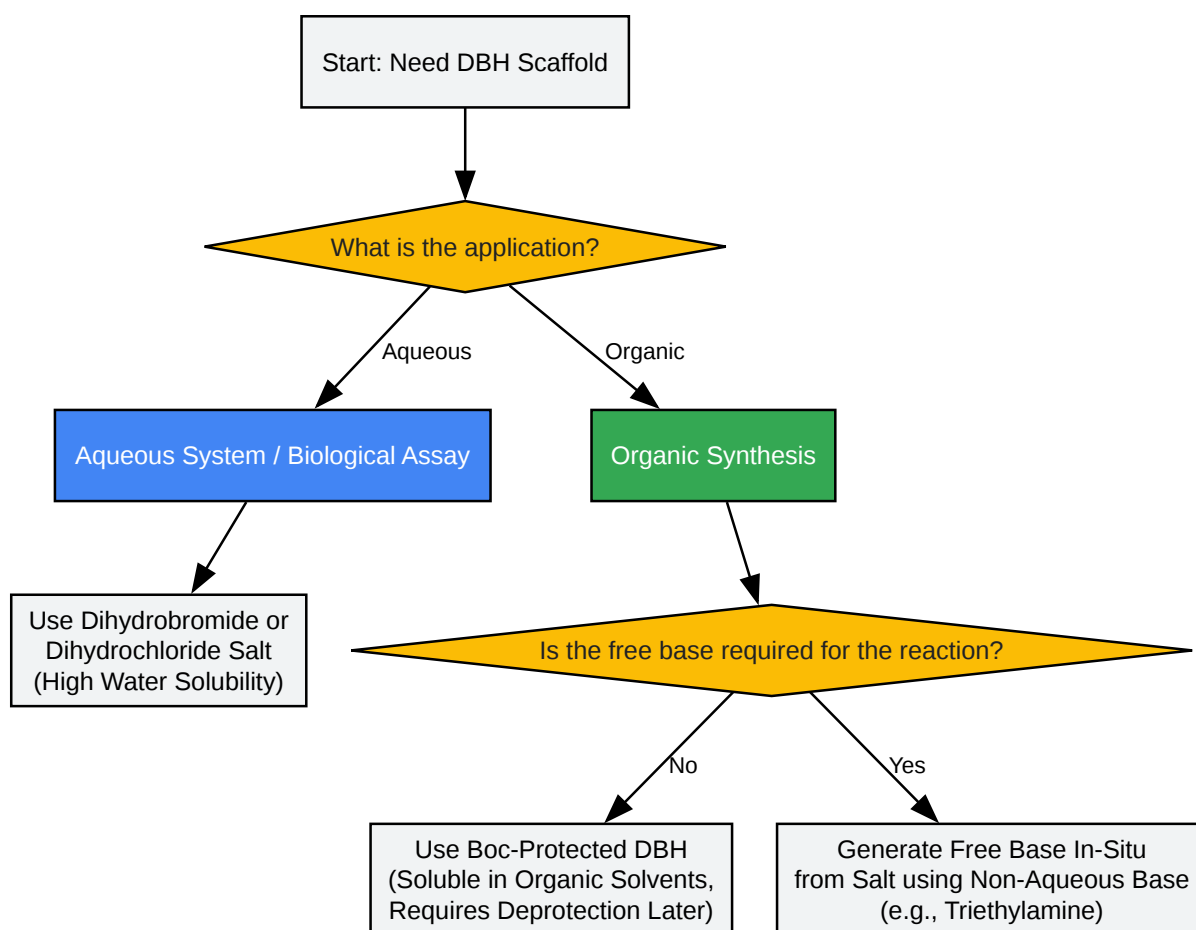 Start: Need DBH Scaffold
What is the application?
Aqueous
Organic
Aqueous System / Biological Assay
Organic Synthesis
Use Dihydrobromide or
Dihydrochloride Salt
(High Water Solubility)
Is the free base required for the reaction?
No
Yes
Use Boc-Protected DBH
(Soluble in Organic Solvents,
Requires Deprotection Later)
Generate Free Base In-Situ
from Salt using Non-Aqueous Base
(e.g., Triethylamine)